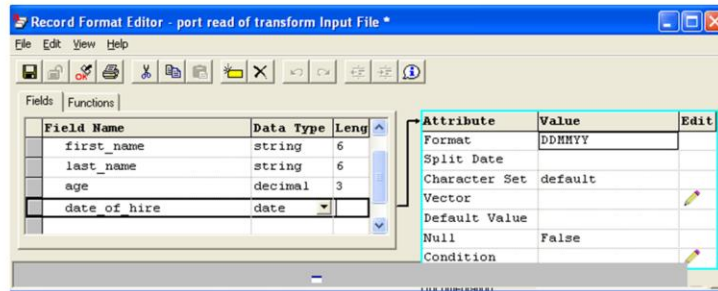 Record Format Editor - port read of transform Input File *
File Edit View Help
Fields Functions
Field Name Data Type Leng
first_name string 6
last_name string 6
age decimal 3
date_of_hire date
Attribute Value Edit
Format DDMMYY
Split Date
Character Set default
Vector
Default Value
Null False
Condition